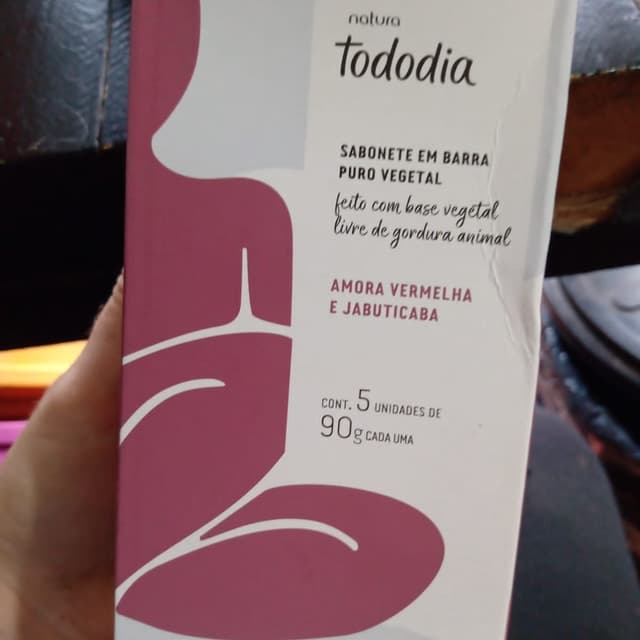 natura
tododia
SABONETE EM BARRA
PURO VEGETAL
feito com base vegetal
livre de gordura animal
AMORA VERMELHA
E JABUTICABA
CONT. 5 UNIDADES DE
90g CADA UMA